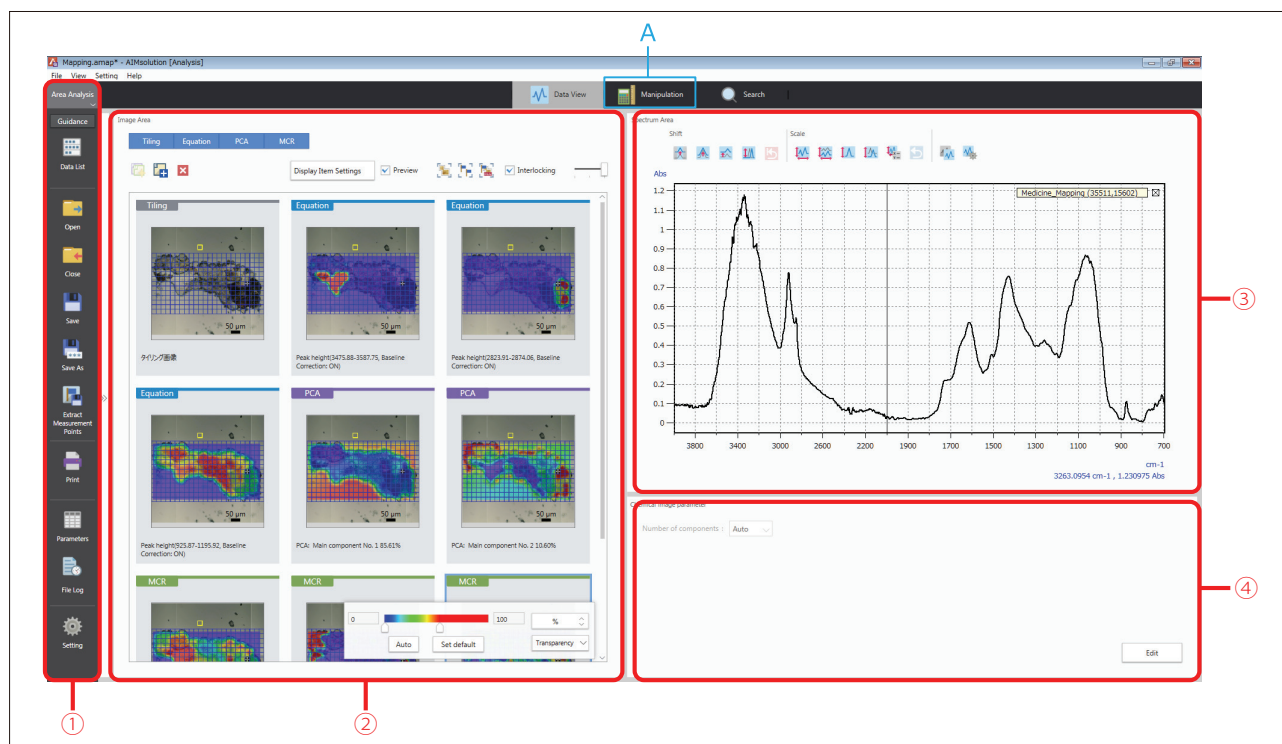 A
Mapping.amap* - AIMsolution [Analysis]
File View Setting Help
Area Analysis
Data View
Manipulation
Search
Guidance
Data List
Open
Close
Save
Save As
Extract
Measurement
Points
Print
Parameters
File Log
Setting
Image Area
Tiling Equation PCA MCR
Display Item Settings
Preview
Interlocking
Tiling
50 µm
タイリング画像
Equation
50 µm
Peak height(3475.88-3587.75, Baseline
Correction: ON)
Equation
50 µm
Peak height(2823.91-2874.06, Baseline
Correction: ON)
Equation
50 µm
Peak height(925.87-1195.92, Baseline
Correction: ON)
PCA
50 µm
PCA: Main component No. 1 85.61%
PCA
50 µm
PCA: Main component No. 2 10.60%
MCR
MCR
MCR
0
100
%
Auto
Set default
Transparency
Spectrum Area
Shift
Scale
Abs
Medicine_Mapping (35511,15602)
1.2
1.1
1
0.9
0.8
0.7
0.6
0.5
0.4
0.3
0.2
0.1
0
3800 3400 3000 2600 2200 1900 1700 1500 1300 1100 900 700
cm-1
3263.0954 cm-1 , 1.230975 Abs
Chemical image parameter
Number of components : Auto
Edit
①
②
③
④